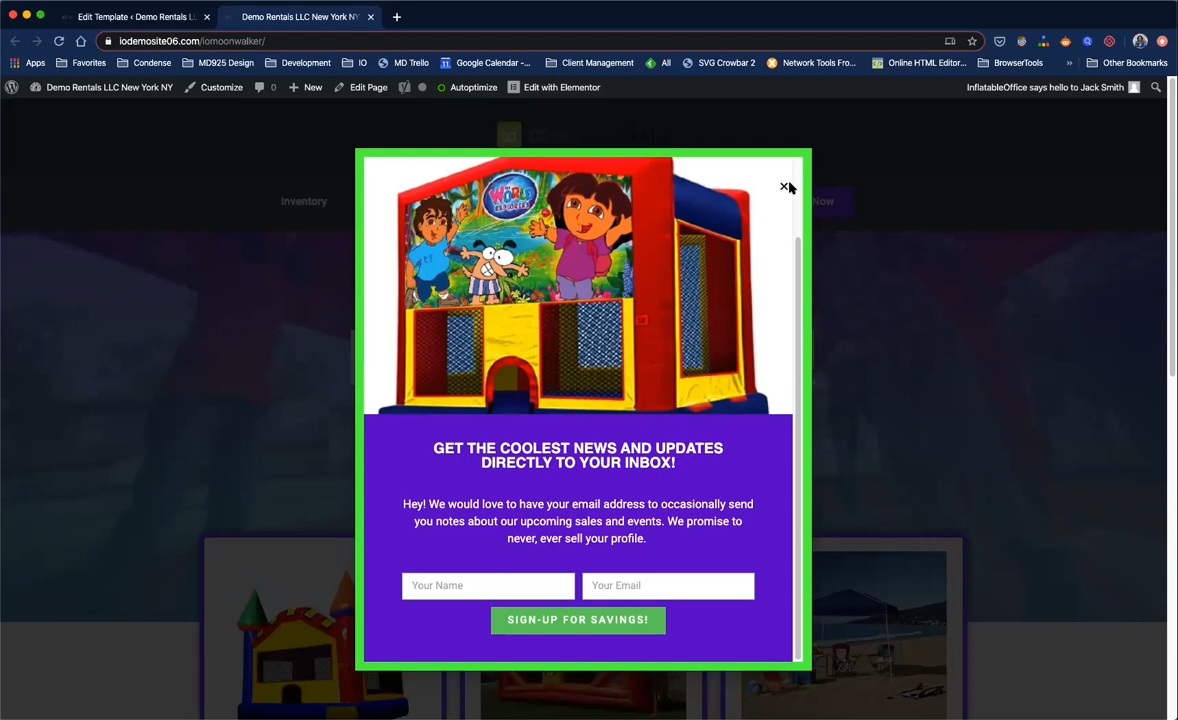 Edit Template ‹ Demo Rentals LL
Demo Rentals LLC New York NY
iodemosite06.com/iomoonwalker/
Apps
Favorites
Condense
MD925 Design
Development
IO
MD Trello
Google Calendar -...
Client Management
All
SVG Crowbar 2
Network Tools Fro...
Online HTML Editor...
BrowserTools
»
Other Bookmarks
Demo Rentals LLC New York NY
Customize
0
New
Edit Page
Autoptimize
Edit with Elementor
InflatableOffice says hello to Jack Smith
Inventory
Now
WORLD
EXPLORERS
GET THE COOLEST NEWS AND UPDATES
DIRECTLY TO YOUR INBOX!
Hey! We would love to have your email address to occasionally send
you notes about our upcoming sales and events. We promise to
never, ever sell your profile.
Your Name
Your Email
SIGN-UP FOR SAVINGS!